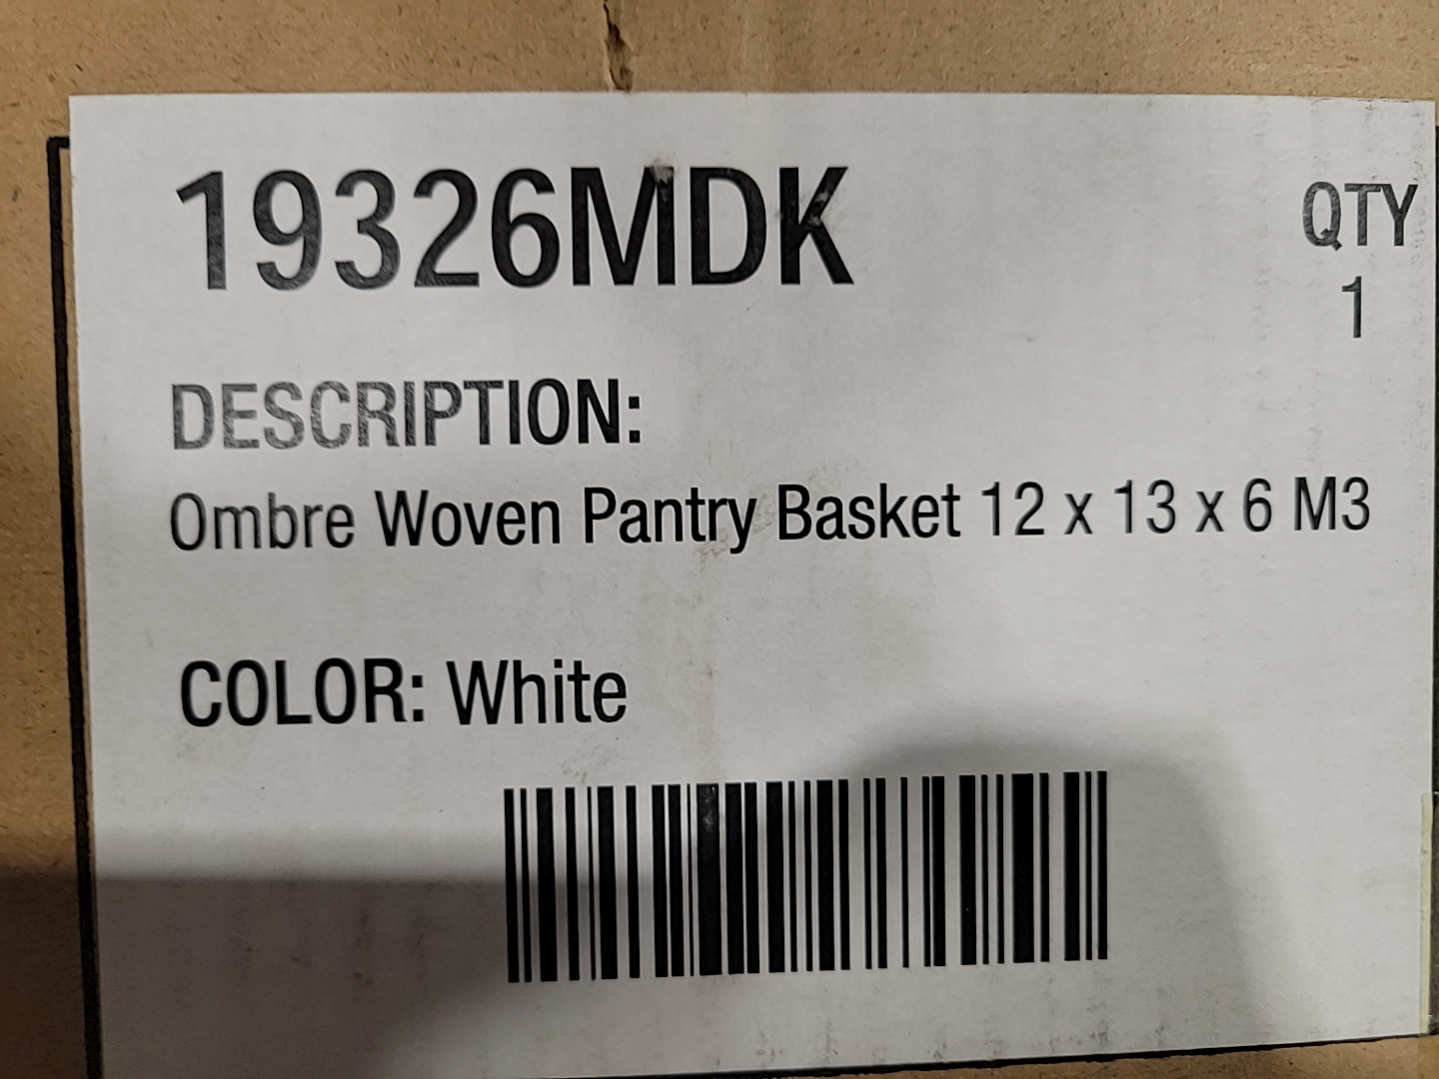 19326MDK
QTY
1
DESCRIPTION:
Ombre Woven Pantry Basket 12 x 13 x 6 M3
COLOR: White